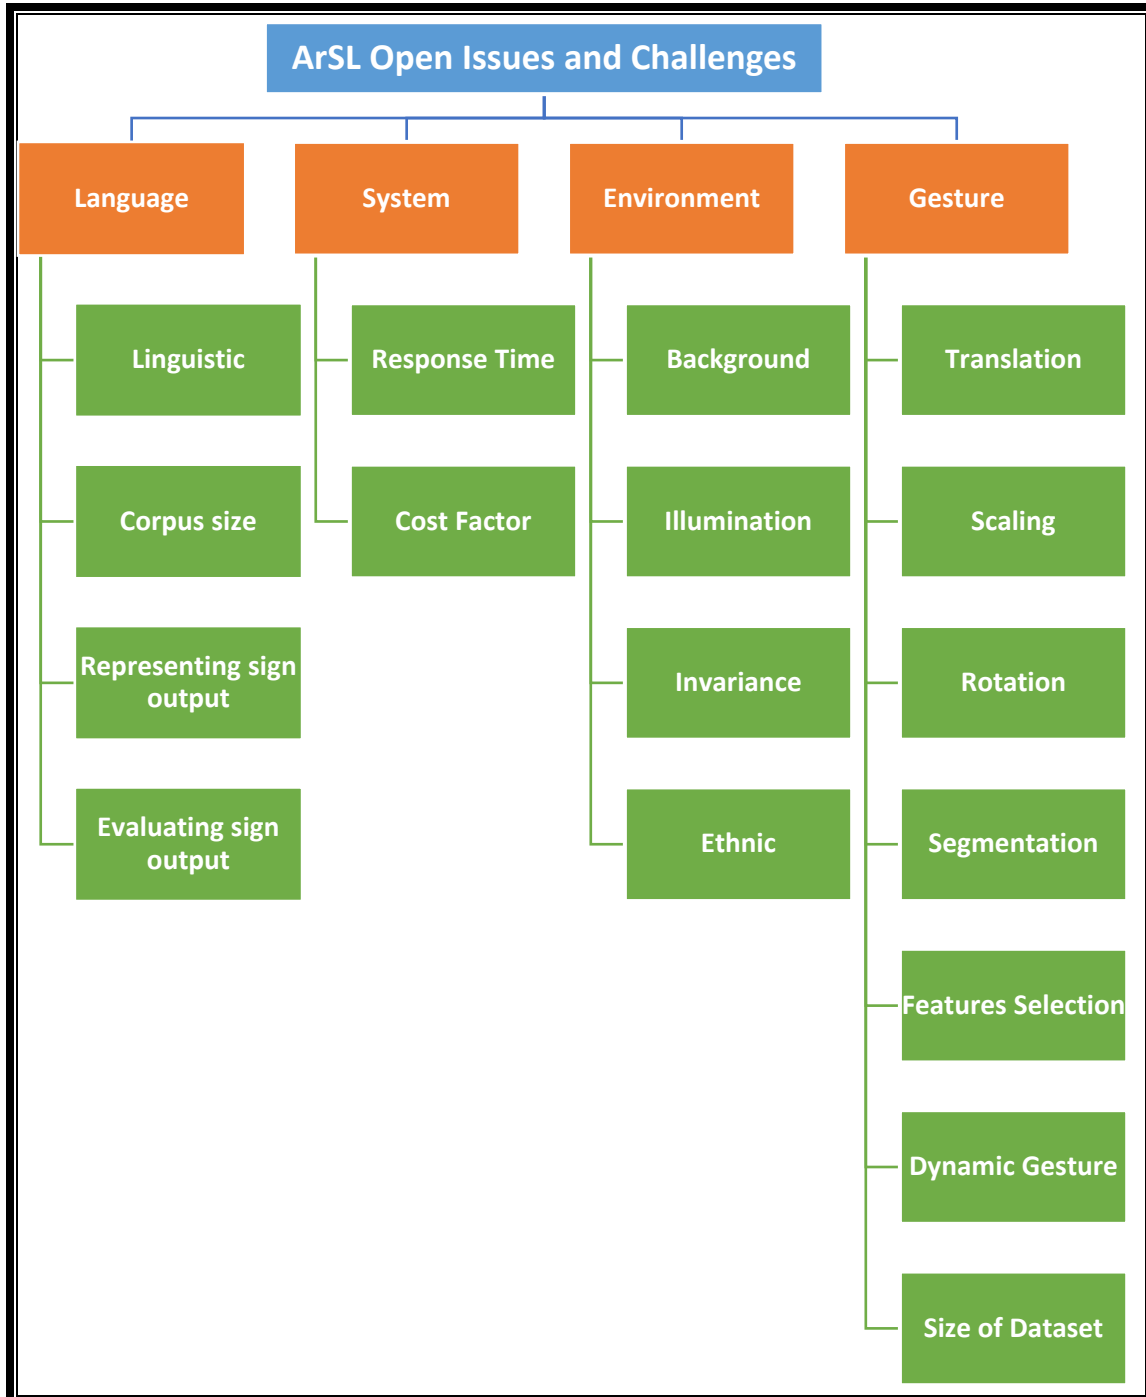 ArSL Open Issues and Challenges
Language
System
Environment
Gesture
Linguistic
Response Time
Background
Translation
Corpus size
Cost Factor
Illumination
Scaling
Representing sign
output
Invariance
Rotation
Evaluating sign
output
Ethnic
Segmentation
Features Selection
Dynamic Gesture
Size of Dataset